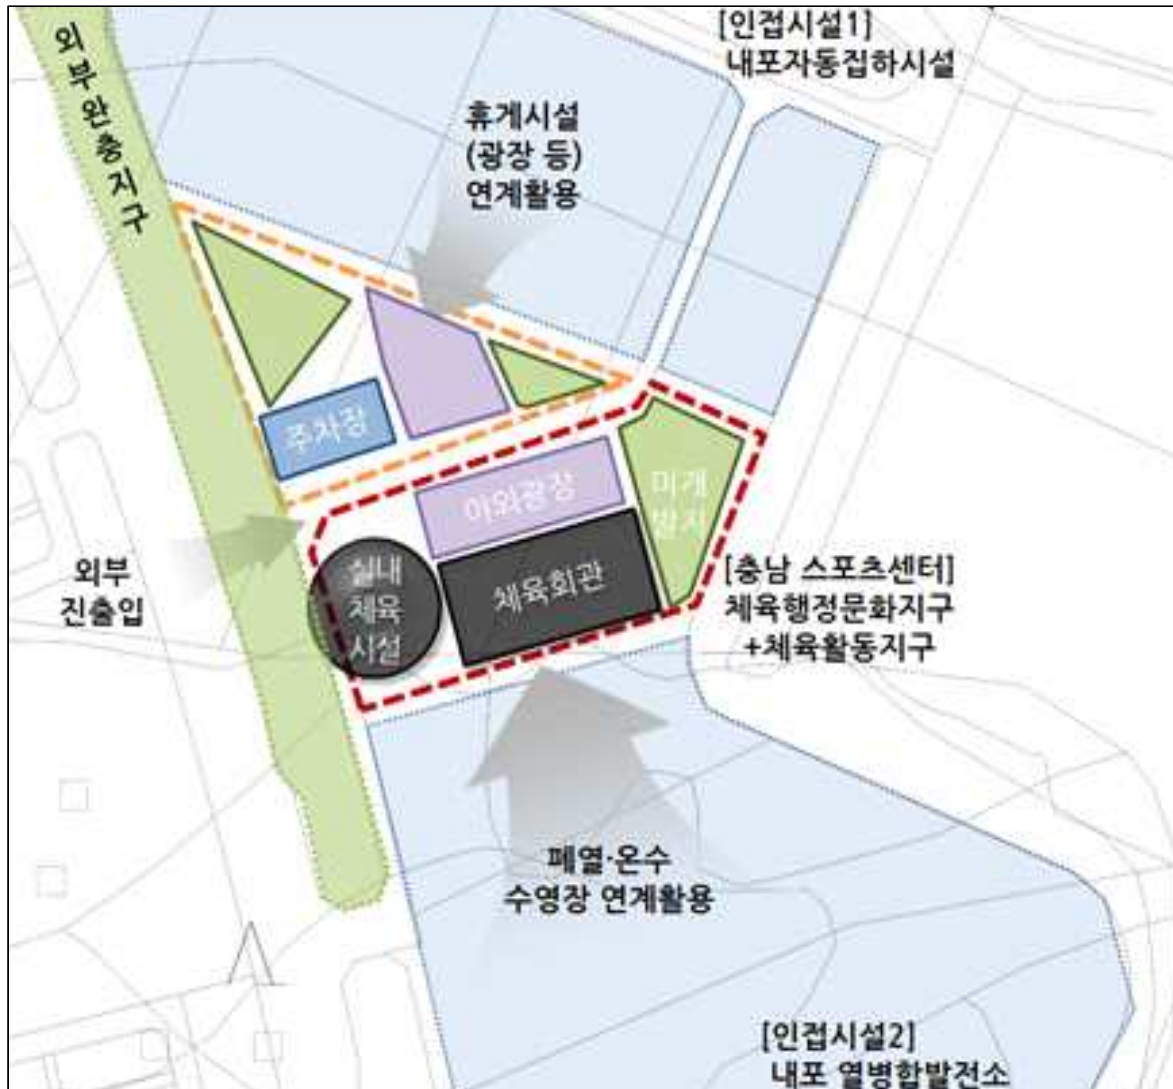 [인접시설1]
내포자동집하시설
외부완충지구
휴게시설
(광장 등)
연계활용
주차장
야외광장
미개
발지
외부
진출입
실내
체육
시설
체육회관
[충남 스포츠센터]
체육행정문화지구
+체육활동지구
폐열·온수
수영장 연계활용
[인접시설2]
내포 열병합발전소